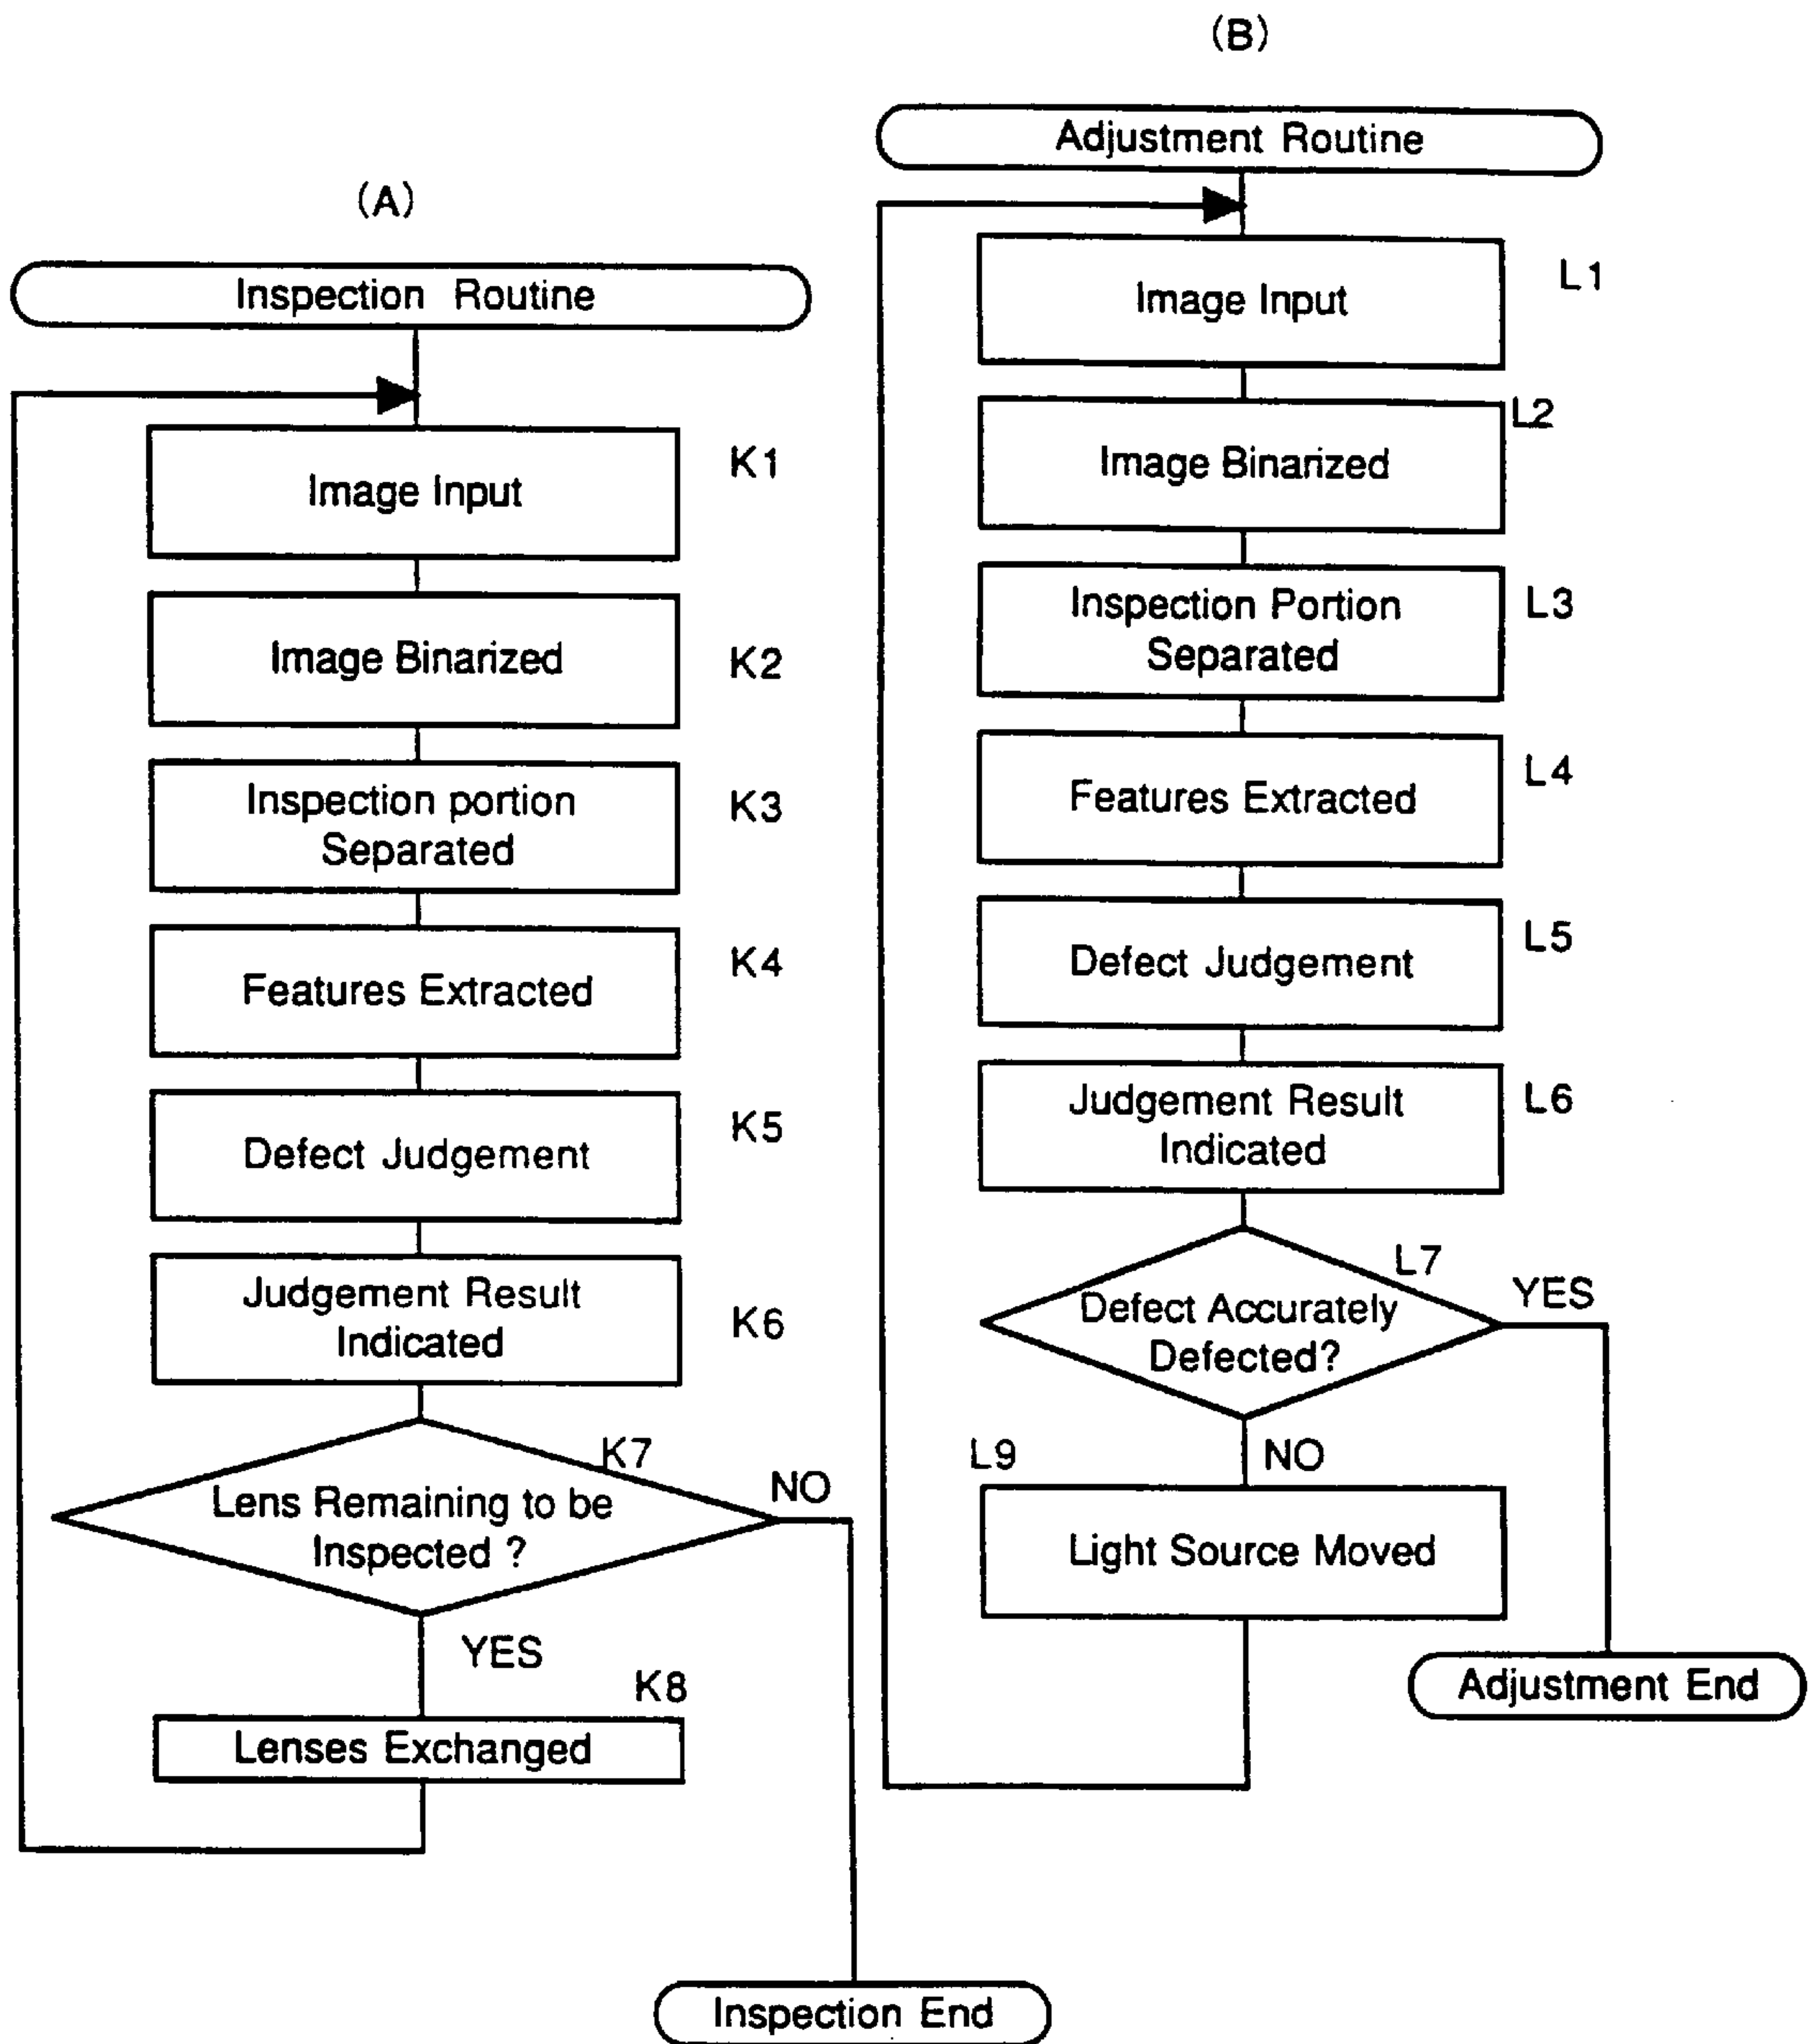 (A)
Inspection Routine
Image Input
K1
Image Binarized
K2
Inspection portion
Separated
K3
Features Extracted
K4
Defect Judgement
K5
Judgement Result
Indicated
K6
K7
Lens Remaining to be
Inspected ?
NO
YES
K8
Lenses Exchanged
Inspection End
(B)
Adjustment Routine
Image Input
L1
Image Binarized
L2
Inspection Portion
Separated
L3
Features Extracted
L4
Defect Judgement
L5
Judgement Result
Indicated
L6
L7
Defect Accurately
Defected?
YES
NO
L9
Light Source Moved
Adjustment End